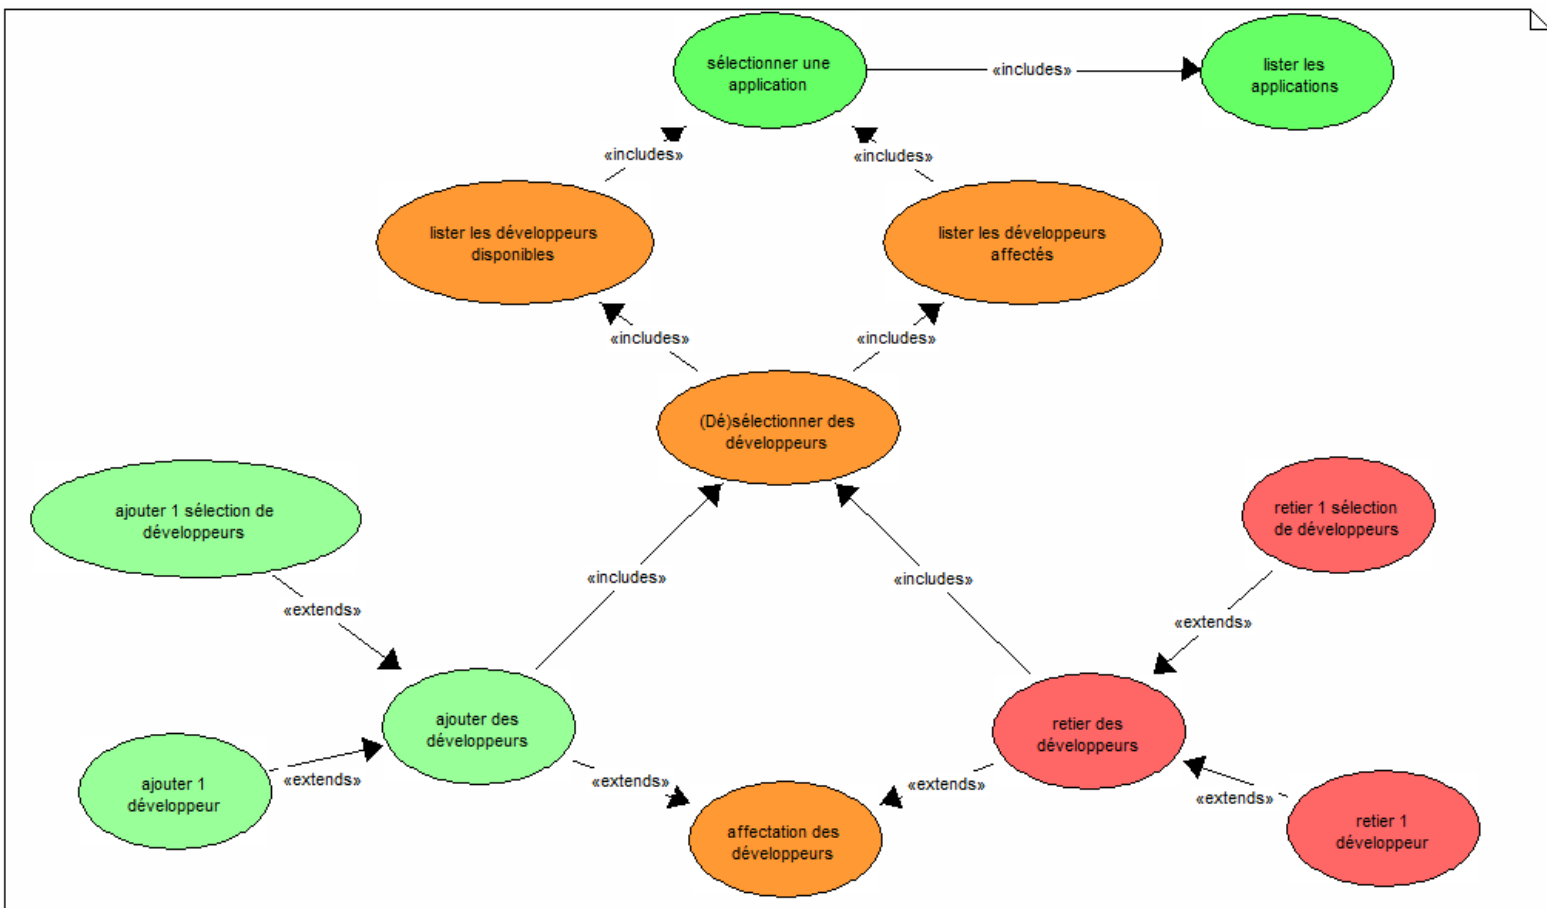 sélectionner une
application
«includes»
lister les
applications
«includes»
«includes»
lister les développeurs
disponibles
lister les développeurs
affectés
«includes»
«includes»
(Dé)sélectionner des
développeurs
ajouter 1 sélection de
développeurs
retier 1 sélection
de développeurs
«includes»
«includes»
«extends»
«extends»
ajouter des
développeurs
retier des
développeurs
ajouter 1
développeur
«extends»
«extends»
«extends»
«extends»
affectation des
développeurs
retier 1
développeur